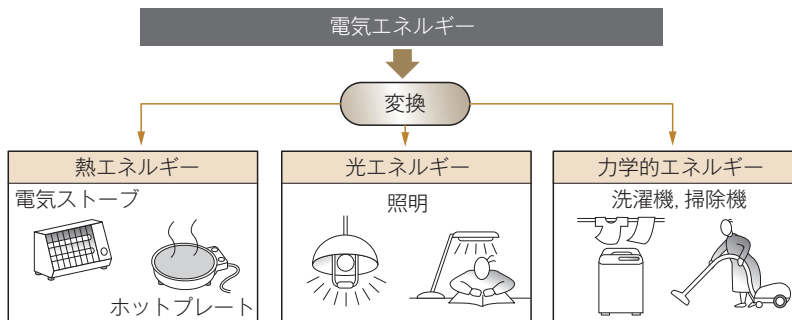 電気エネルギー
変換
熱エネルギー
電気ストーブ
ホットプレート
光エネルギー
照明
力学的エネルギー
洗濯機, 掃除機